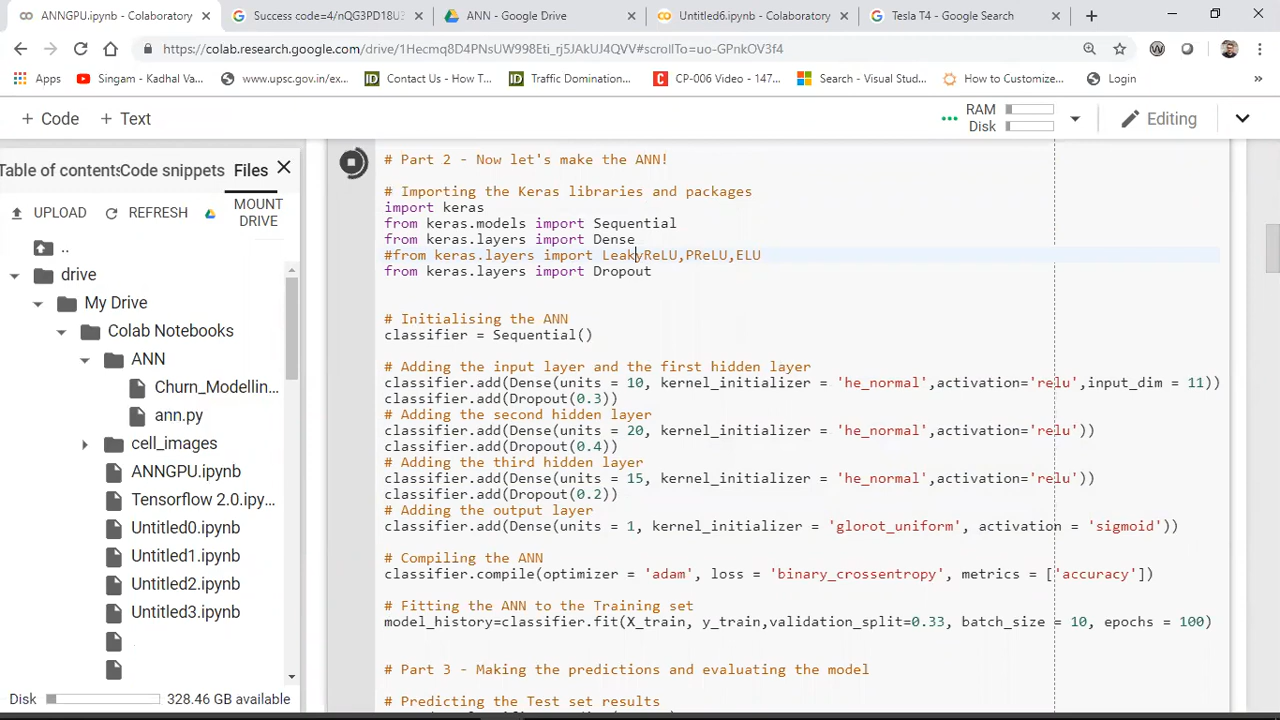 ANNGPU.ipynb - Colaboratory
Success code=4/nQG3PD18U3
ANN - Google Drive
Untitled6.ipynb - Colaboratory
Tesla T4 - Google Search
https://colab.research.google.com/drive/1Hecmq8D4PNsUW998Eti_rj5JAkUJ4QVV#scrollTo=uo-GPnkOV3f4
Apps
Singam - Kadhal Va...
www.upsc.gov.in/ex...
Contact Us - How T...
Traffic Domination...
CP-006 Video - 147...
Search - Visual Stud...
How to Customize...
Login
+ Code + Text
RAM
Disk
Editing
Table of contents Code snippets Files
UPLOAD REFRESH MOUNT DRIVE
..
drive
My Drive
Colab Notebooks
ANN
Churn_Modellin...
ann.py
cell_images
ANNGPU.ipynb
Tensorflow 2.0.ipy...
Untitled0.ipynb
Untitled1.ipynb
Untitled2.ipynb
Untitled3.ipynb
Disk 328.46 GB available
# Part 2 - Now let's make the ANN!
# Importing the Keras libraries and packages
import keras
from keras.models import Sequential
from keras.layers import Dense
#from keras.layers import LeakyReLU,PReLU,ELU
from keras.layers import Dropout
# Initialising the ANN
classifier = Sequential()
# Adding the input layer and the first hidden layer
classifier.add(Dense(units = 10, kernel_initializer = 'he_normal',activation='relu',input_dim = 11))
classifier.add(Dropout(0.3))
# Adding the second hidden layer
classifier.add(Dense(units = 20, kernel_initializer = 'he_normal',activation='relu'))
classifier.add(Dropout(0.4))
# Adding the third hidden layer
classifier.add(Dense(units = 15, kernel_initializer = 'he_normal',activation='relu'))
classifier.add(Dropout(0.2))
# Adding the output layer
classifier.add(Dense(units = 1, kernel_initializer = 'glorot_uniform', activation = 'sigmoid'))
# Compiling the ANN
classifier.compile(optimizer = 'adam', loss = 'binary_crossentropy', metrics = ['accuracy'])
# Fitting the ANN to the Training set
model_history=classifier.fit(X_train, y_train,validation_split=0.33, batch_size = 10, epochs = 100)
# Part 3 - Making the predictions and evaluating the model
# Predicting the Test set results